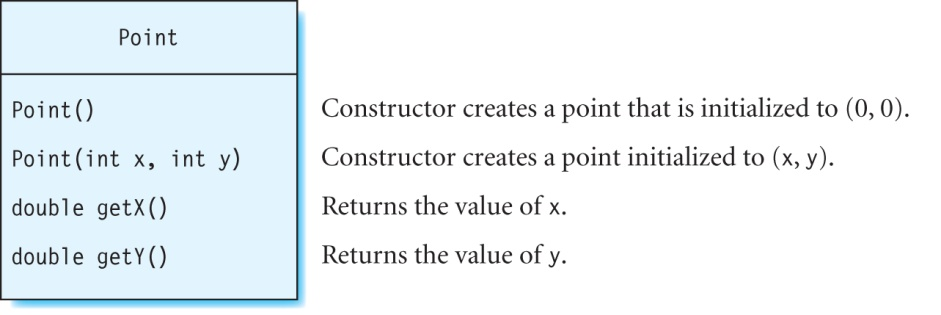 Point
Point() Constructor creates a point that is initialized to (0, 0).
Point(int x, int y) Constructor creates a point initialized to (x, y).
double getX() Returns the value of x.
double getY() Returns the value of y.